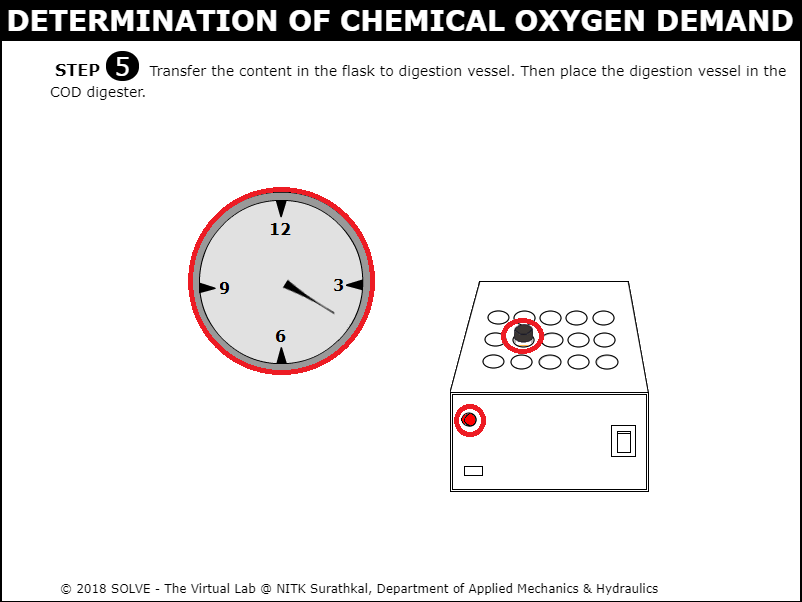 DETERMINATION OF CHEMICAL OXYGEN DEMAND
STEP 5 Transfer the content in the flask to digestion vessel. Then place the digestion vessel in the
COD digester.
12
9
3
6
© 2018 SOLVE - The Virtual Lab @ NITK Surathkal, Department of Applied Mechanics & Hydraulics